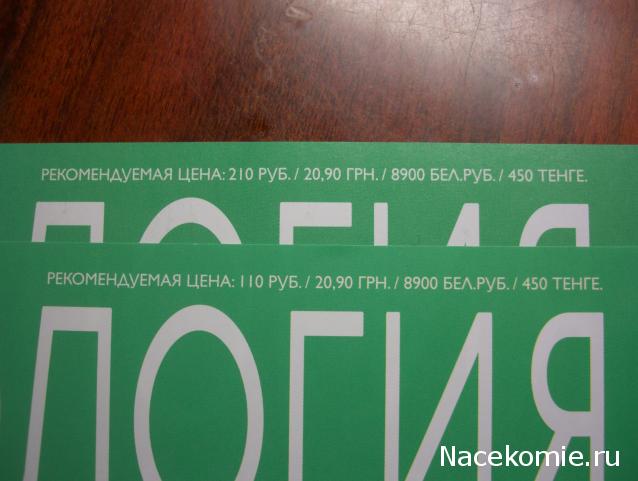 РЕКОМЕНДУЕМАЯ ЦЕНА: 210 РУБ. / 20,90 ГРН. / 8900 БЕЛ.РУБ. / 450 ТЕНГЕ.
ЛОГИЯ
РЕКОМЕНДУЕМАЯ ЦЕНА: 110 РУБ. / 20,90 ГРН. / 8900 БЕЛ.РУБ. / 450 ТЕНГЕ.
ЛОГИЯ
Nacekomie.ru